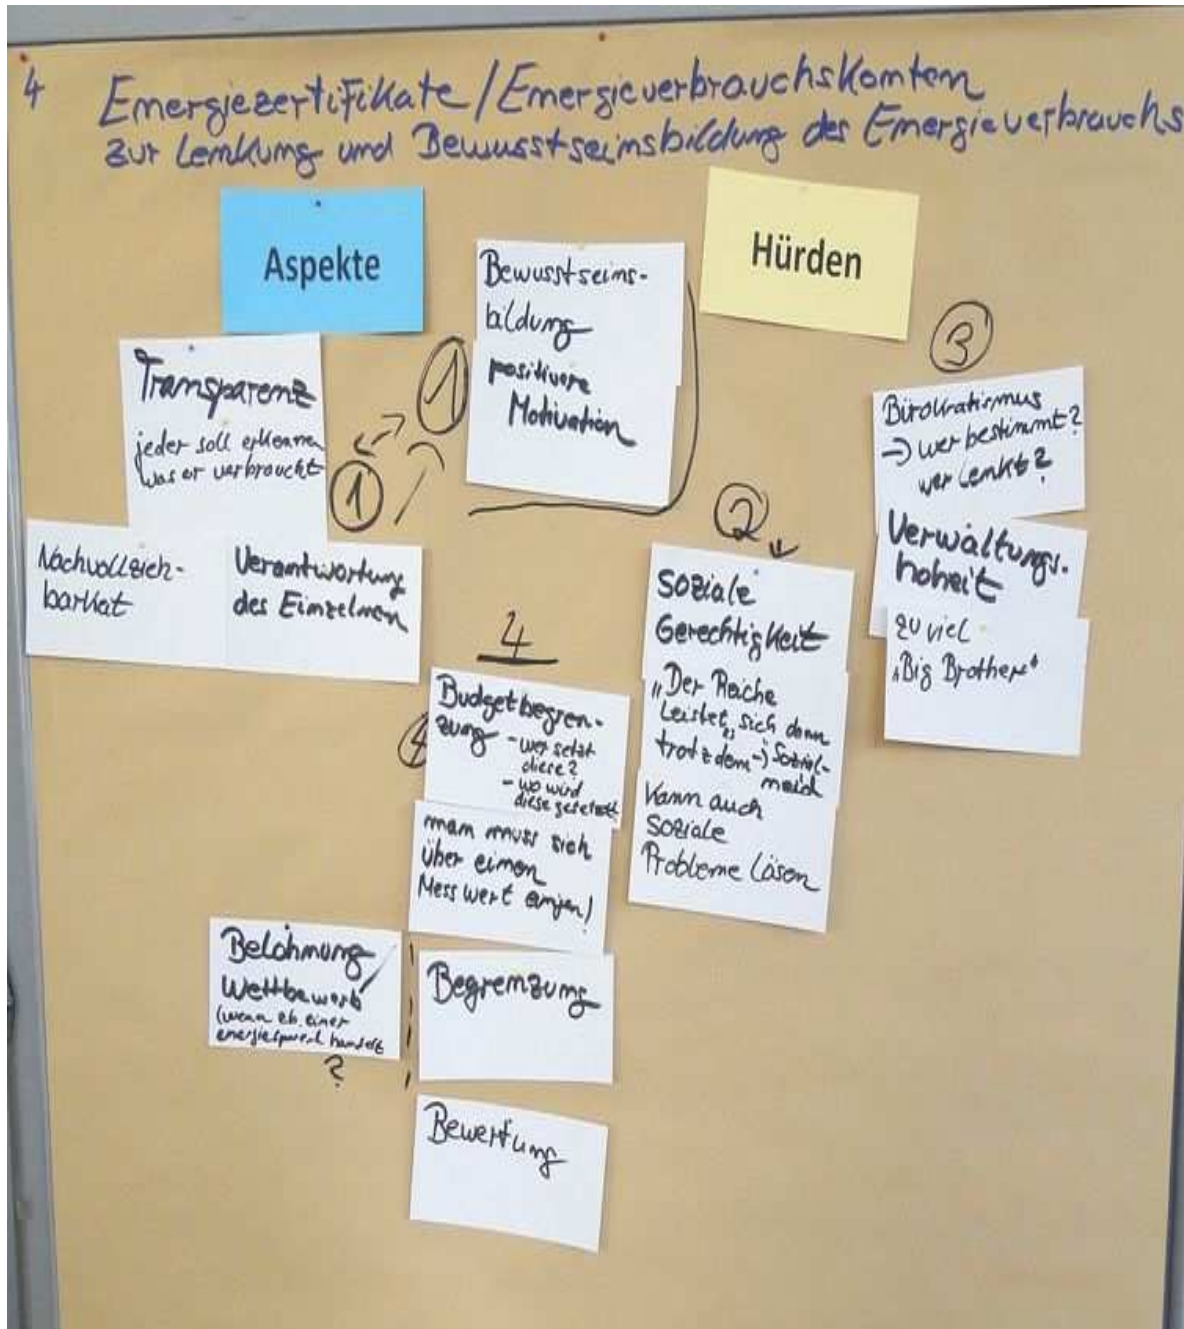 4 Energiezertifikate / Energieverbrauchskonten
zur Lenkung und Bewusstseinsbildung des Energieverbrauchs
Aspekte
Hürden
Bewusstseins-
bildung
positivere
Motivation
1
Transparenz
jeder soll erkennen
was er verbraucht
1
Nachvollzieh-
barkeit
Verantwortung
des Einzelnen
2
Soziale
Gerechtigkeit
"Der Reiche
leistet" sich dann
trotzdem → Sozial-
neid
Kann auch
Soziale
Probleme lösen
3
Bürokratismus
→ wer bestimmt?
wer lenkt?
Verwaltungs-
hoheit
zu viel
"Big Brother"
4
4
Budgetbegren-
zung
- wer setzt
diese?
- wo wird
diese gesetzt
man muss sich
über einen
Messwert einigen!
Belohnung
Wettbewerb
(wenn zb. einer
energiesparend handelt
?
Begrenzung
Bewertung